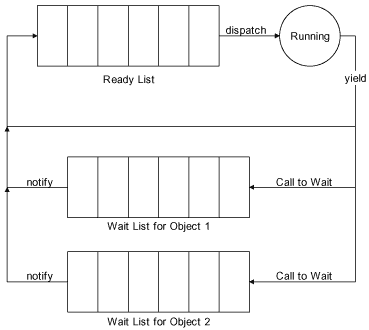 dispatch
Running
Ready List
yield
notify
Call to Wait
Wait List for Object 1
notify
Call to Wait
Wait List for Object 2